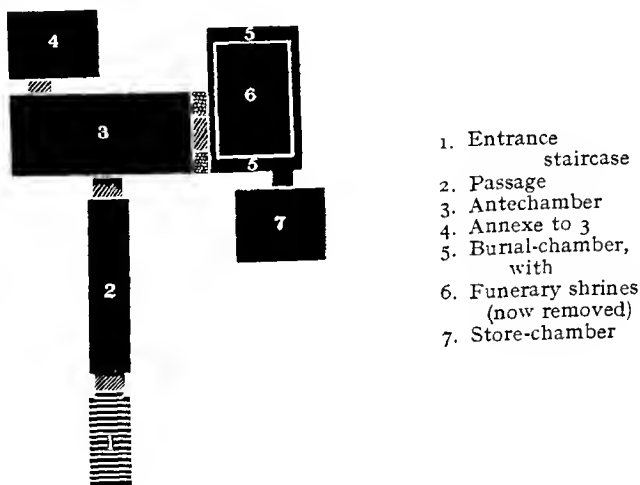 4
5
6
3
5
7
2
1
1. Entrance
staircase
2. Passage
3. Antechamber
4. Annexe to 3
5. Burial-chamber,
with
6. Funerary shrines
(now removed)
7. Store-chamber